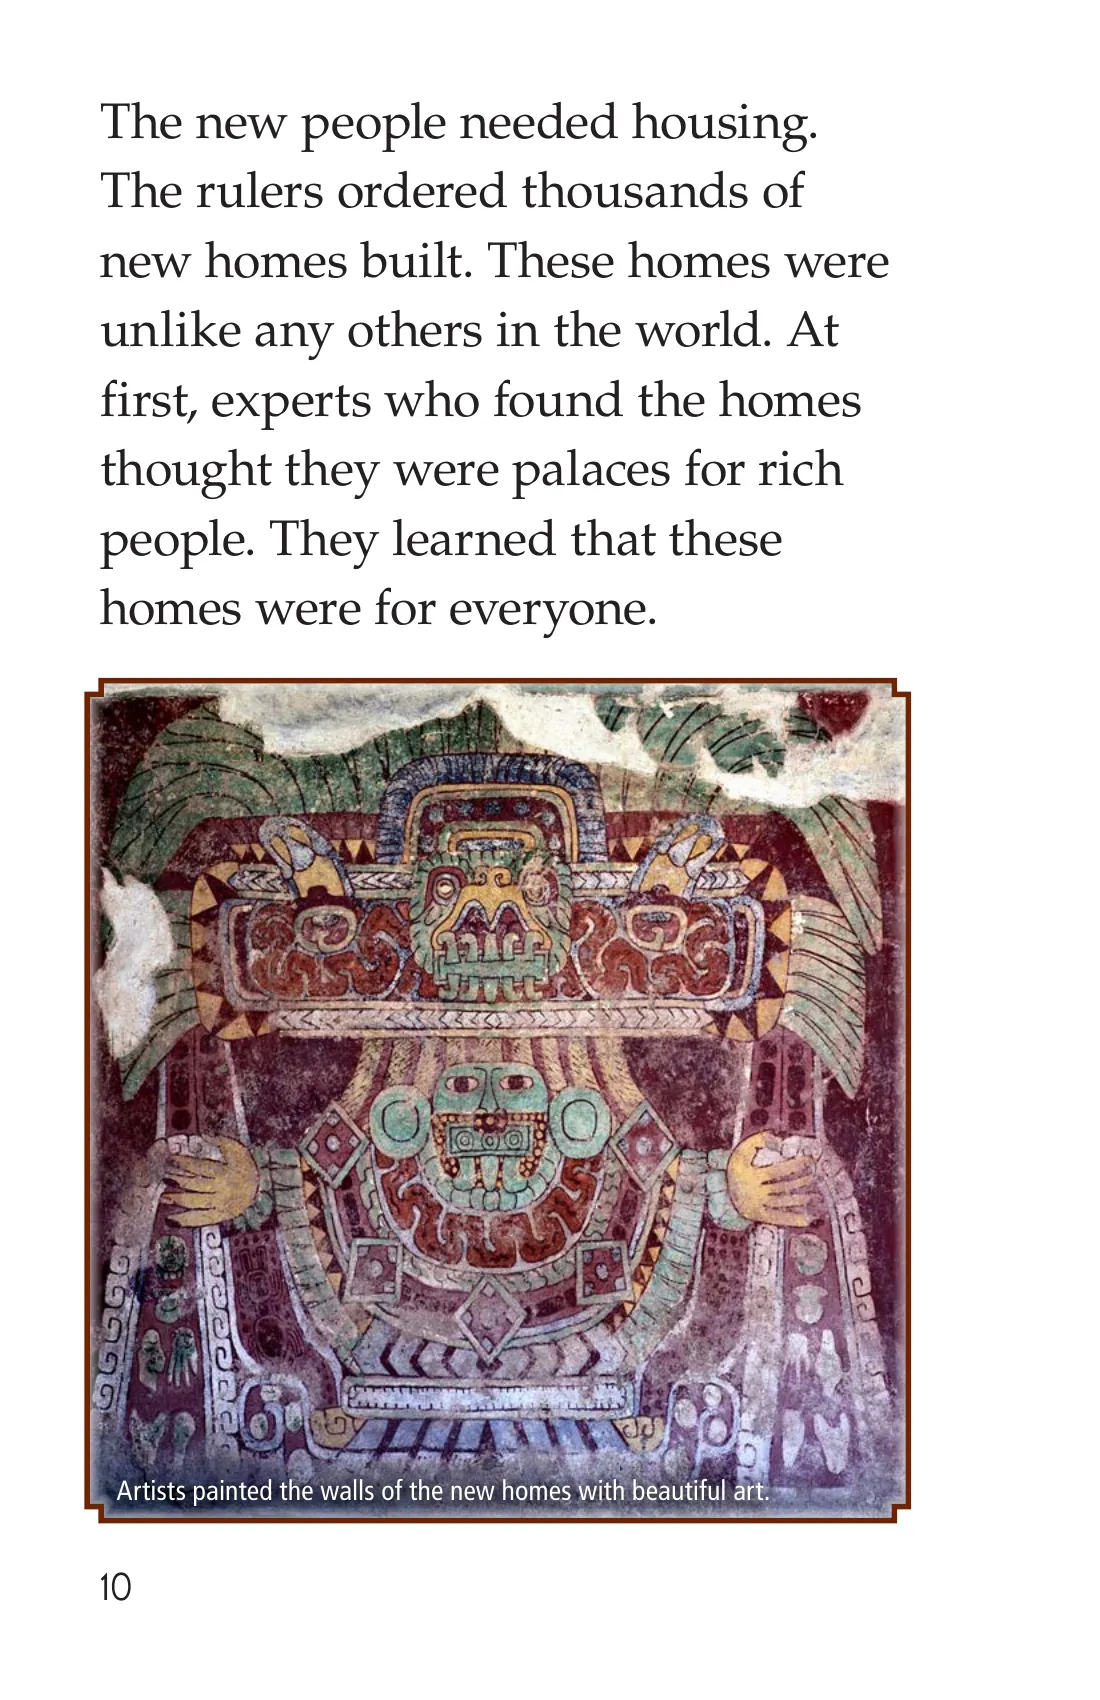 The new people needed housing.
The rulers ordered thousands of
new homes built. These homes were
unlike any others in the world. At
first, experts who found the homes
thought they were palaces for rich
people. They learned that these
homes were for everyone.
Artists painted the walls of the new homes with beautiful art.
10